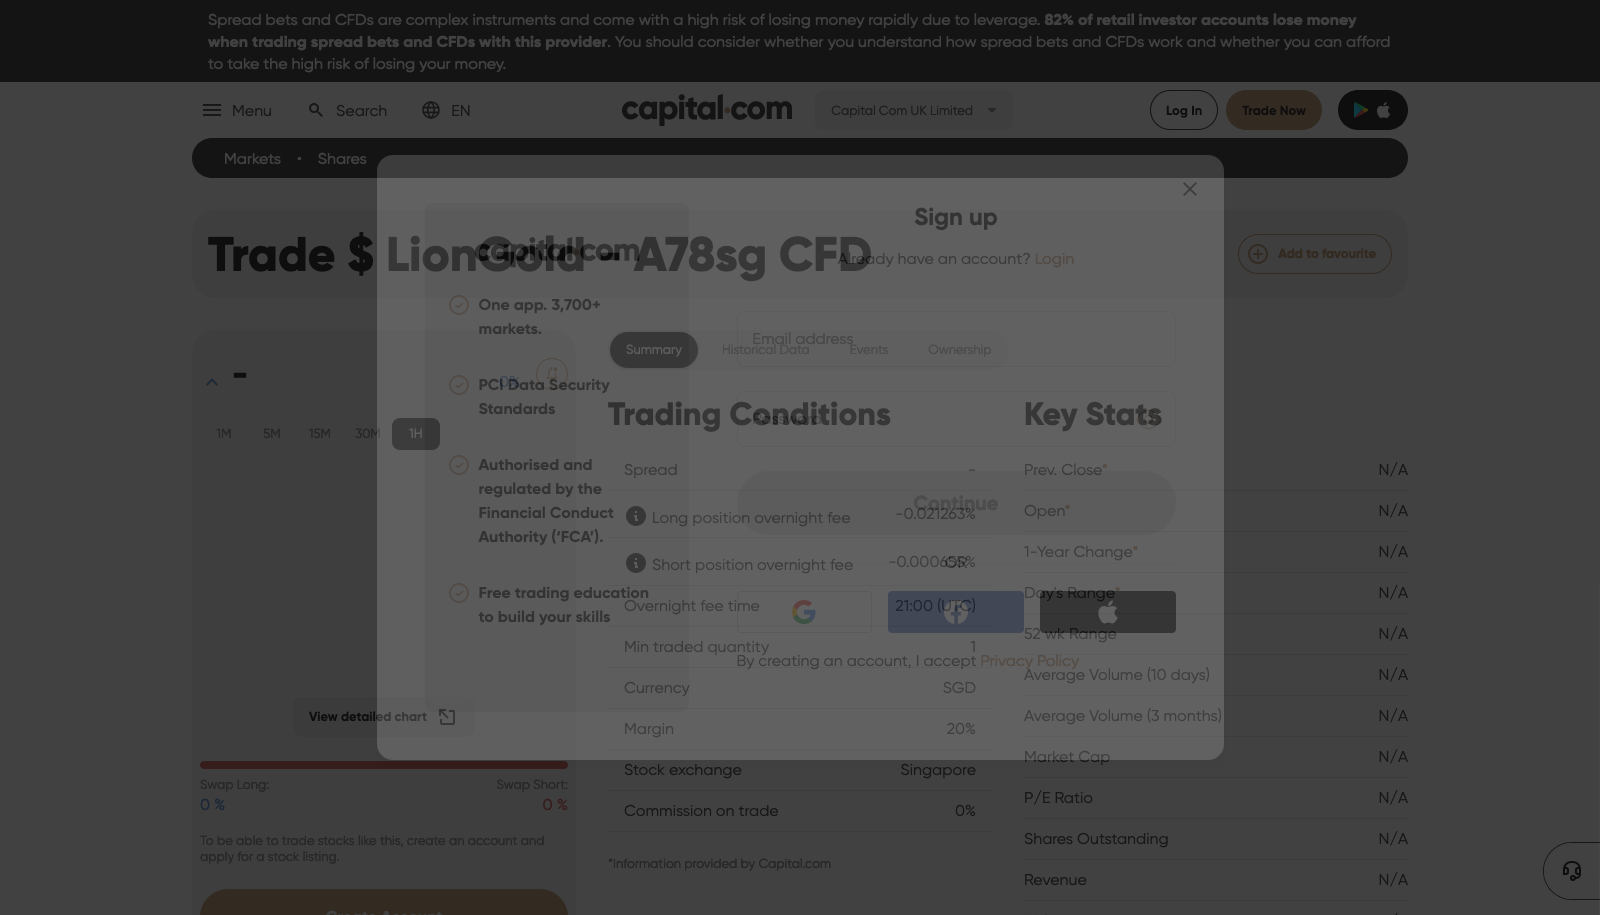 Spread bets and CFDs are complex instruments and come with a high risk of losing money rapidly due to leverage. 82% of retail investor accounts lose money
when trading spread bets and CFDs with this provider. You should consider whether you understand how spread bets and CFDs work and whether you can afford
to take the high risk of losing your money.
Menu
Search
EN
capital.com
Capital Com UK Limited
Log In
Trade Now
Markets • Shares
Trade $ LionGold - A78sg CFD
Add to favourite
capital.com
One app. 3,700+
markets.
PCI Data Security
Standards
Authorised and
regulated by the
Financial Conduct
Authority (‘FCA’).
Free trading education
to build your skills
Sign up
Already have an account? Login
Email address
Password
Continue
OR
By creating an account, I accept Privacy Policy
-
0%
1M
5M
15M
30M
1H
View detailed chart
Swap Long:
Swap Short:
0 %
0 %
To be able to trade stocks like this, create an account and
apply for a stock listing.
Create Account
Summary
Historical Data
Events
Ownership
Trading Conditions
Spread -
Long position overnight fee -0.021263%
Short position overnight fee -0.000655%
Overnight fee time 21:00 (UTC)
Min traded quantity 1
Currency SGD
Margin 20%
Stock exchange Singapore
Commission on trade 0%
*Information provided by Capital.com
Key Stats
Prev. Close* N/A
Open* N/A
1-Year Change* N/A
Day's Range* N/A
52 wk Range N/A
Average Volume (10 days) N/A
Average Volume (3 months) N/A
Market Cap N/A
P/E Ratio N/A
Shares Outstanding N/A
Revenue N/A